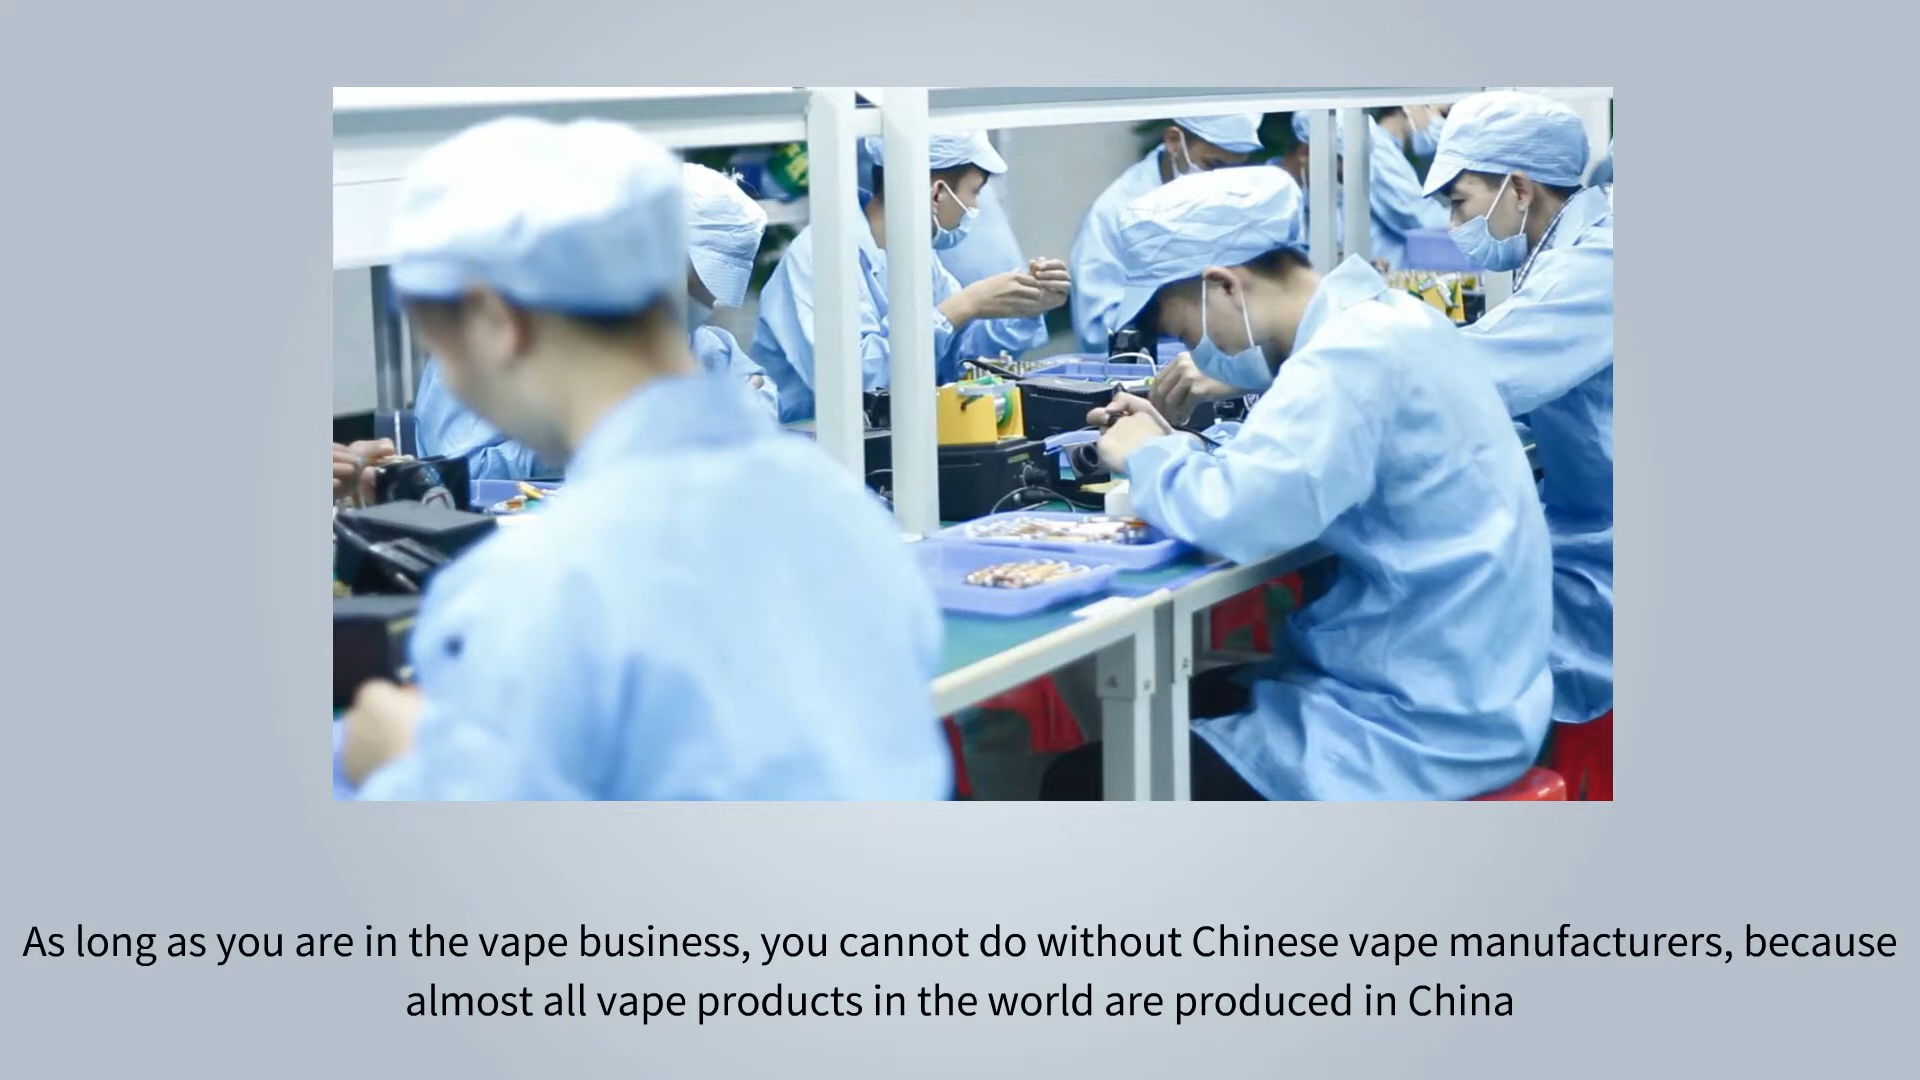 As long as you are in the vape business, you cannot do without Chinese vape manufacturers, because
almost all vape products in the world are produced in China